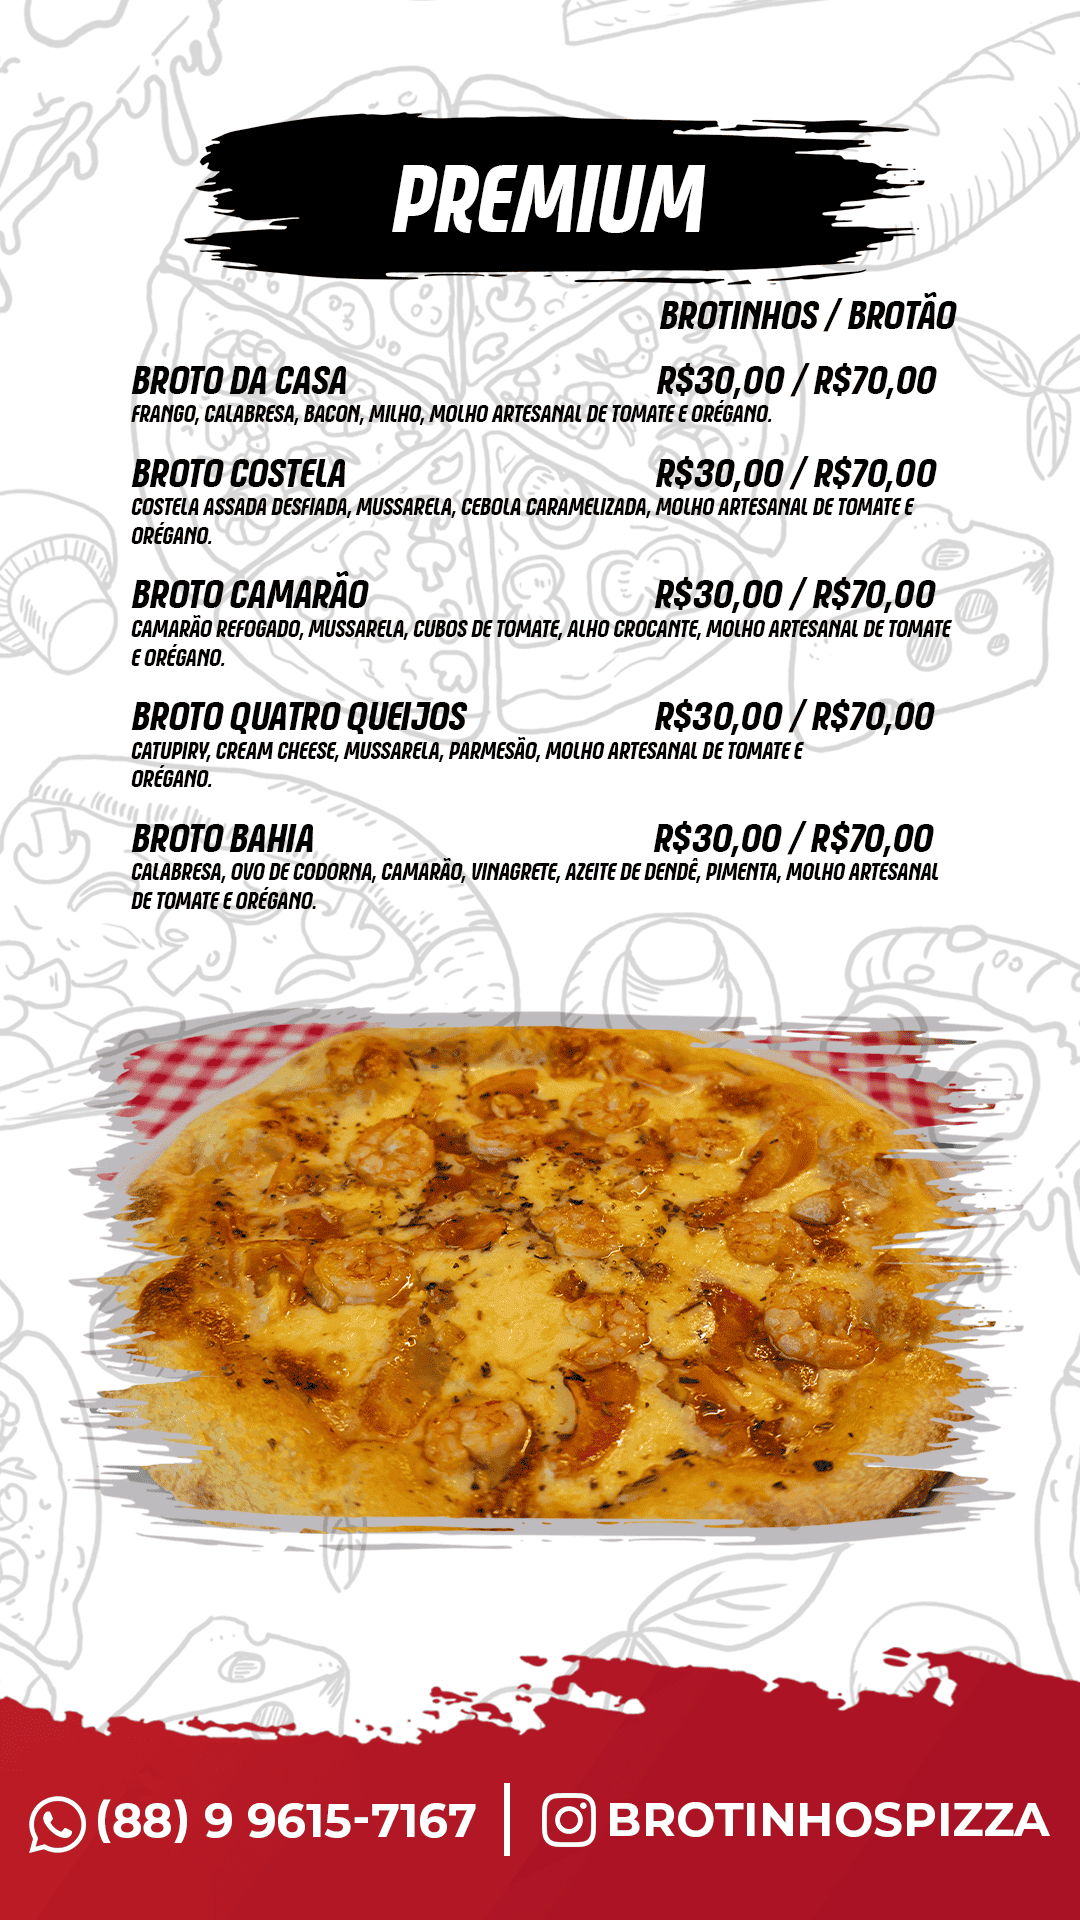 PREMIUM
BROTINHOS / BROTÃO
BROTO DA CASA R$30,00 / R$70,00
FRANGO, CALABRESA, BACON, MILHO, MOLHO ARTESANAL DE TOMATE E ORÉGANO.
BROTO COSTELA R$30,00 / R$70,00
COSTELA ASSADA DESFIADA, MUSSARELA, CEBOLA CARAMELIZADA, MOLHO ARTESANAL DE TOMATE E
ORÉGANO.
BROTO CAMARÃO R$30,00 / R$70,00
CAMARÃO REFOGADO, MUSSARELA, CUBOS DE TOMATE, ALHO CROCANTE, MOLHO ARTESANAL DE TOMATE
E ORÉGANO.
BROTO QUATRO QUEIJOS R$30,00 / R$70,00
CATUPIRY, CREAM CHEESE, MUSSARELA, PARMESÃO, MOLHO ARTESANAL DE TOMATE E
ORÉGANO.
BROTO BAHIA R$30,00 / R$70,00
CALABRESA, OVO DE CODORNA, CAMARÃO, VINAGRETE, AZEITE DE DENDÊ, PIMENTA, MOLHO ARTESANAL
DE TOMATE E ORÉGANO.
(88) 9 9615-7167 | BROTINHOSPIZZA